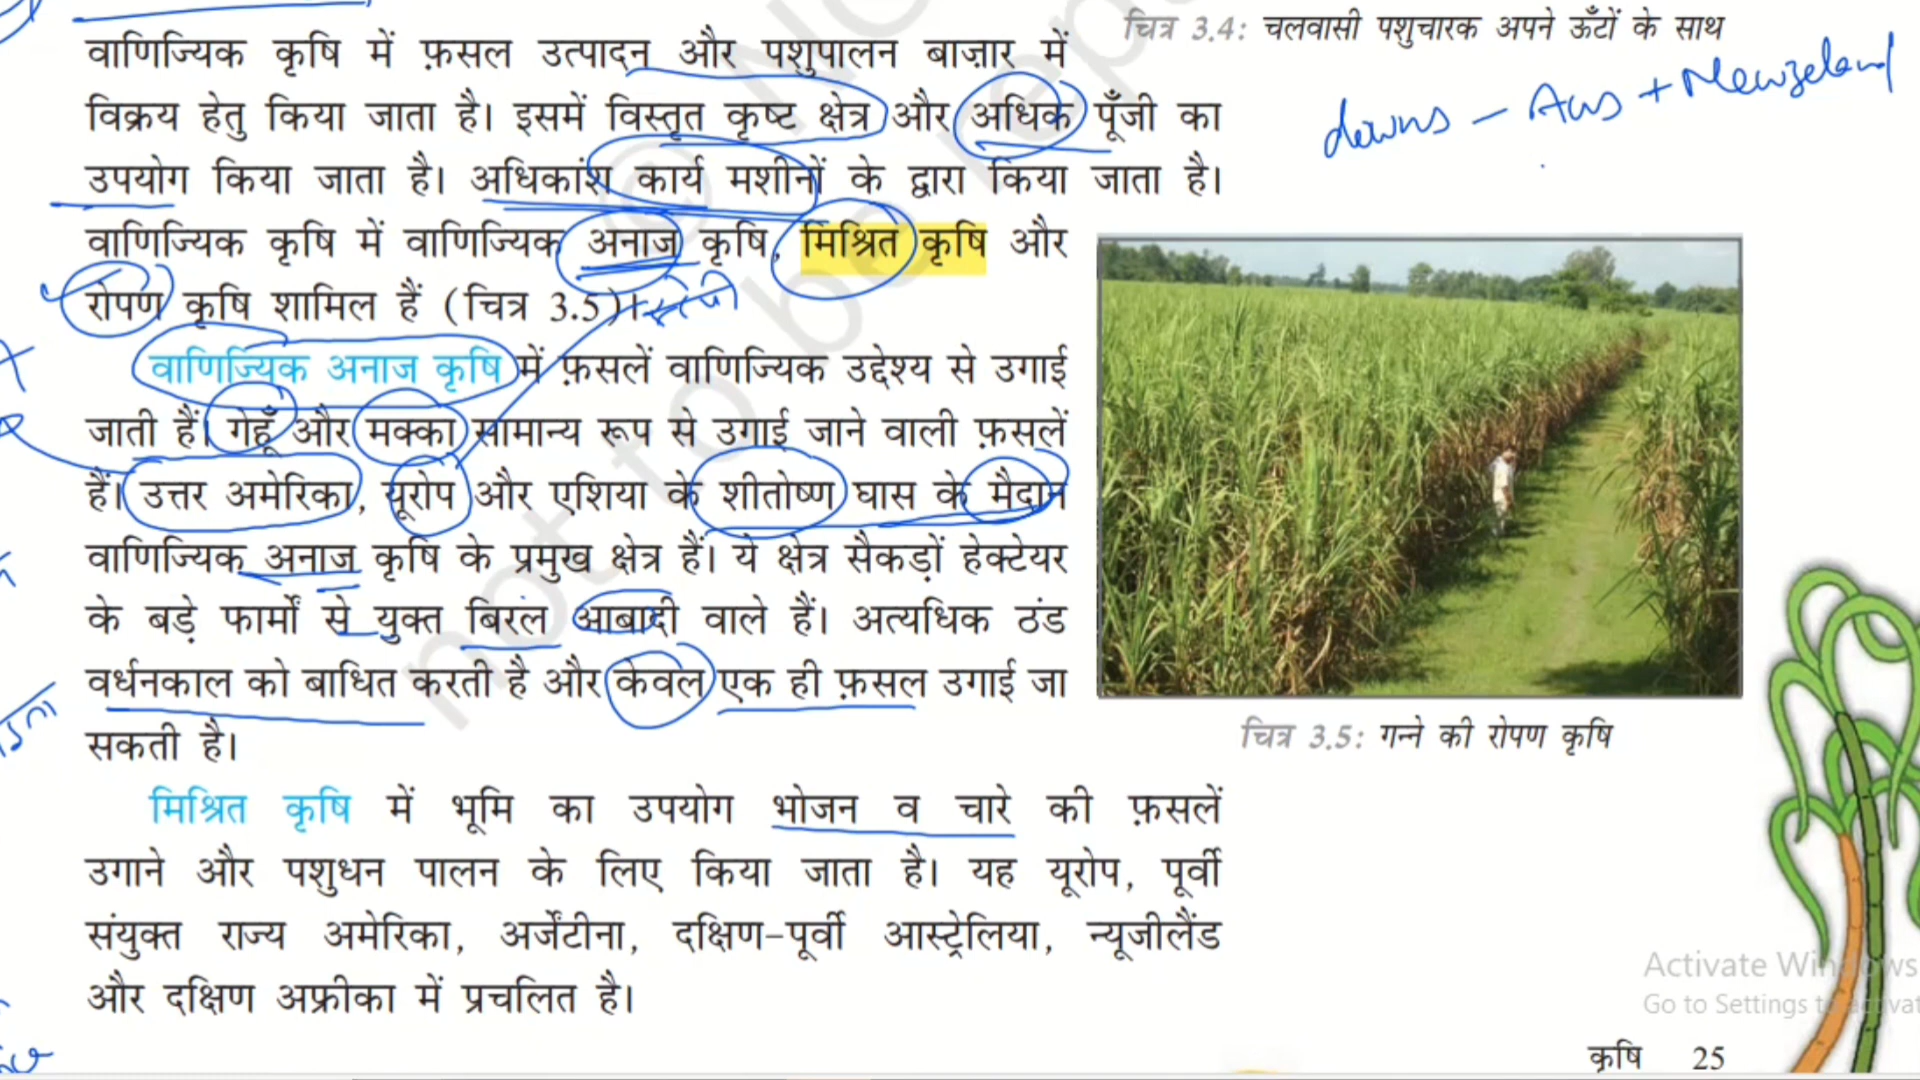 चित्र 3.4: चलवासी पशुचारक अपने ऊँटों के साथ
वाणिज्यिक कृषि में फ़सल उत्पादन और पशुपालन बाज़ार में
विक्रय हेतु किया जाता है। इसमें विस्तृत कृष्ट क्षेत्र और अधिक पूँजी का
उपयोग किया जाता है। अधिकांश कार्य मशीनों के द्वारा किया जाता है।
वाणिज्यिक कृषि में वाणिज्यिक अनाज कृषि, मिश्रित कृषि और
रोपण कृषि शामिल हैं (चित्र 3.5)।
वाणिज्यिक अनाज कृषि में फ़सलें वाणिज्यिक उद्देश्य से उगाई
जाती हैं। गेहूँ और मक्का सामान्य रूप से उगाई जाने वाली फ़सलें
हैं। उत्तर अमेरिका, यूरोप और एशिया के शीतोष्ण घास के मैदान
वाणिज्यिक अनाज कृषि के प्रमुख क्षेत्र हैं। ये क्षेत्र सैकड़ों हेक्टेयर
के बड़े फार्मों से युक्त बिरल आबादी वाले हैं। अत्यधिक ठंड
वर्धनकाल को बाधित करती है और केवल एक ही फ़सल उगाई जा
सकती है।
मिश्रित कृषि में भूमि का उपयोग भोजन व चारे की फ़सलें
उगाने और पशुधन पालन के लिए किया जाता है। यह यूरोप, पूर्वी
संयुक्त राज्य अमेरिका, अर्जेंटीना, दक्षिण-पूर्वी आस्ट्रेलिया, न्यूजीलैंड
और दक्षिण अफ्रीका में प्रचलित है।
downs - Aus + Newzeland
चित्र 3.5: गन्ने की रोपण कृषि
Activate Windows
Go to Settings to activat
कृषि 25
not to be